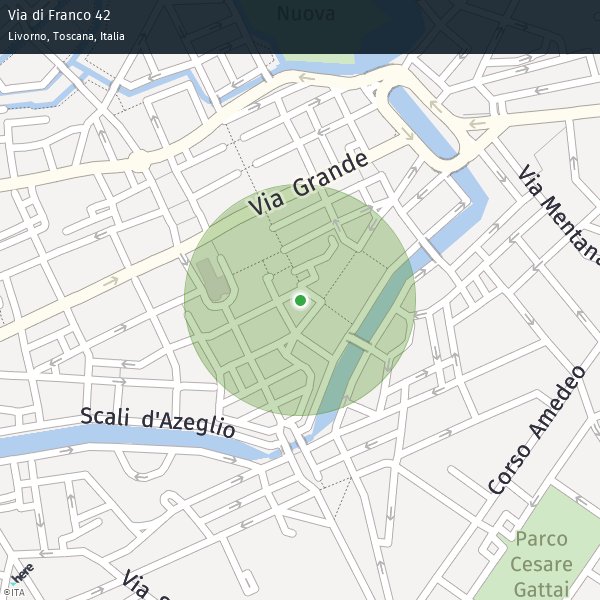 Via di Franco 42
Livorno, Toscana, Italia
Nuova
Via Grande
Via Mentana
Scali d'Azeglio
Corso Amedeo
Parco
Cesare
Gattai
Via
here
©ITA